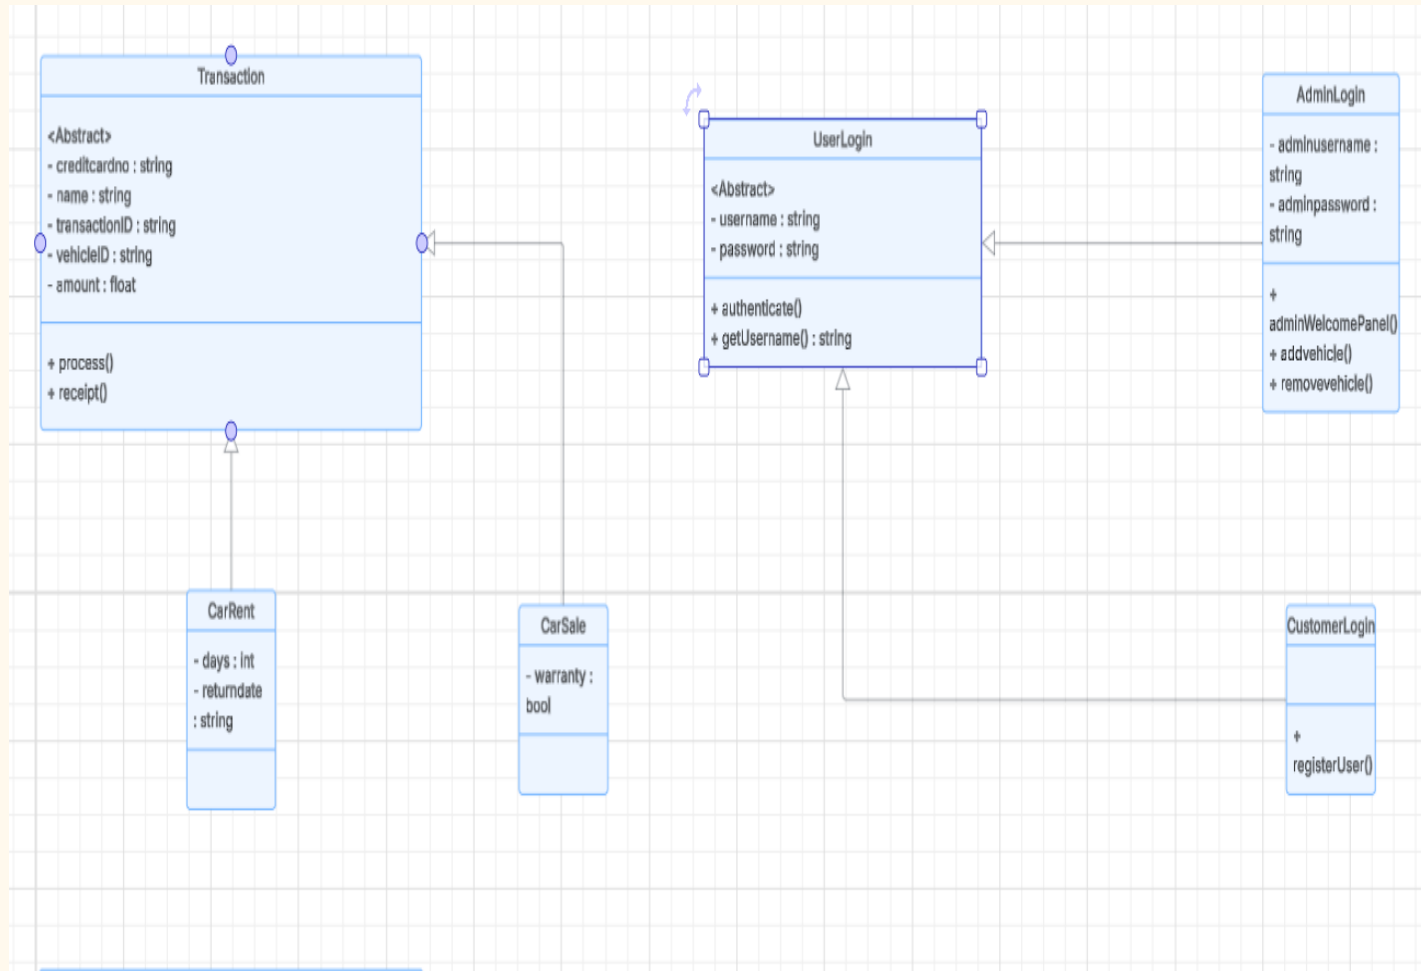 Transaction
<Abstract>
- creditcardno : string
- name : string
- transactionID : string
- vehicleID : string
- amount : float
+ process()
+ receipt()
UserLogin
<Abstract>
- username : string
- password : string
+ authenticate()
+ getUsername() : string
AdminLogin
- adminusername :
string
- adminpassword :
string
+
adminWelcomePanel()
+ addvehicle()
+ removevehicle()
CarRent
- days : int
- returndate
: string
CarSale
- warranty :
bool
CustomerLogin
+
registerUser()